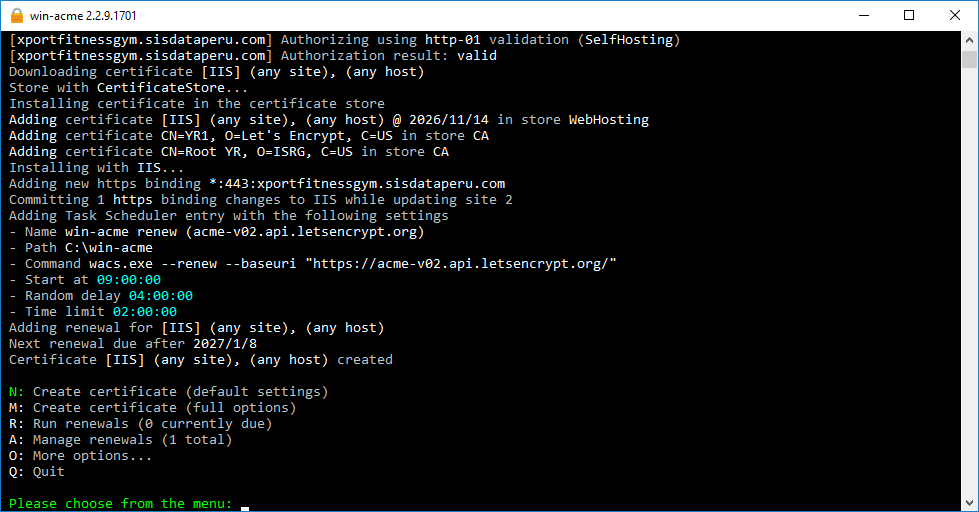 win-acme 2.2.9.1701
[xportfitnessgym.sisdataperu.com] Authorizing using http-01 validation (SelfHosting)
[xportfitnessgym.sisdataperu.com] Authorization result: valid
Downloading certificate [IIS] (any site), (any host)
Store with CertificateStore...
Installing certificate in the certificate store
Adding certificate [IIS] (any site), (any host) @ 2026/11/14 in store WebHosting
Adding certificate CN=YR1, O=Let's Encrypt, C=US in store CA
Adding certificate CN=Root YR, O=ISRG, C=US in store CA
Installing with IIS...
Adding new https binding *:443:xportfitnessgym.sisdataperu.com
Committing 1 https binding changes to IIS while updating site 2
Adding Task Scheduler entry with the following settings
- Name win-acme renew (acme-v02.api.letsencrypt.org)
- Path C:\win-acme
- Command wacs.exe --renew --baseuri "https://acme-v02.api.letsencrypt.org/"
- Start at 09:00:00
- Random delay 04:00:00
- Time limit 02:00:00
Adding renewal for [IIS] (any site), (any host)
Next renewal due after 2027/1/8
Certificate [IIS] (any site), (any host) created
N: Create certificate (default settings)
M: Create certificate (full options)
R: Run renewals (0 currently due)
A: Manage renewals (1 total)
O: More options...
Q: Quit
Please choose from the menu: